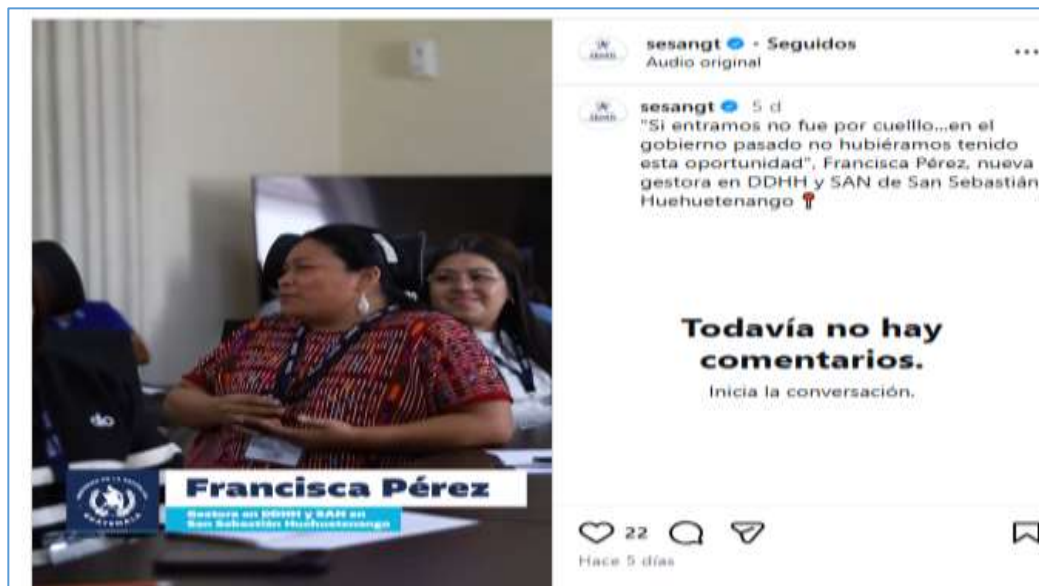 sesangt • Seguidos
Audio original
...
sesangt 5 d
"Si entramos no fue por cuelllo...en el
gobierno pasado no hubiéramos tenido
esta oportunidad", Francisca Pérez, nueva
gestora en DDHH y SAN de San Sebastián
Huehuetenango
Todavía no hay
comentarios.
Inicia la conversación.
Francisca Pérez
Gestora en DDHH y SAN en
San Sebastián Huehuetenango
GUATEMALA
22
Hace 5 días